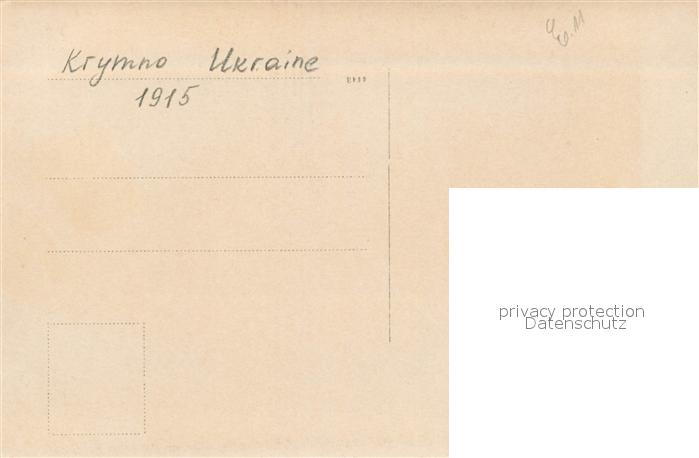 Krymno Ukraine
1915
privacy protection
Datenschutz